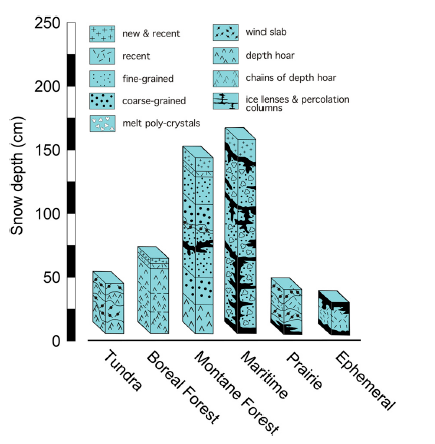 250
200
150
100
50
0
Snow depth (cm)
new & recent
recent
fine-grained
coarse-grained
melt poly-crystals
wind slab
depth hoar
chains of depth hoar
ice lenses & percolation
columns
Tundra
Boreal Forest
Montane Forest
Maritime
Prairie
Ephemeral